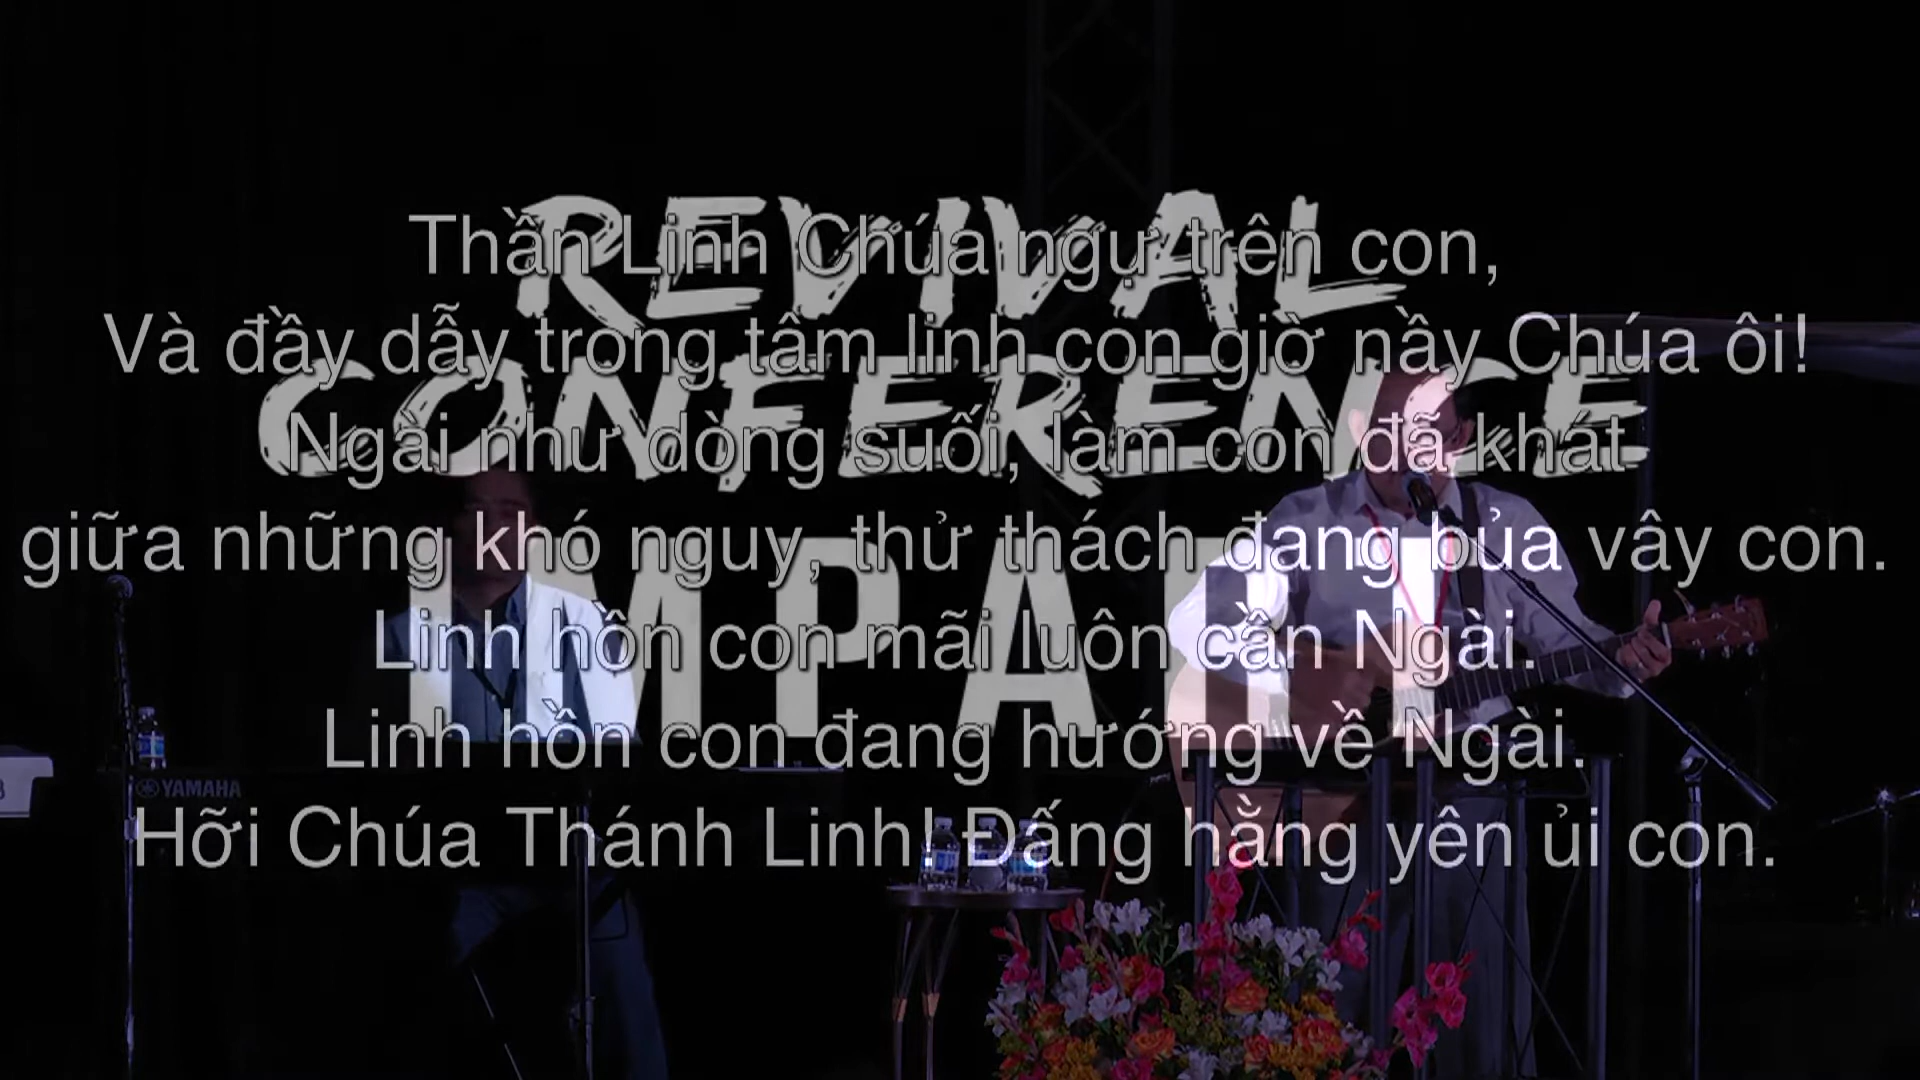 REVIVAL
CONFERENCE
IMPART
Thần Linh Chúa ngự trên con,
Và đầy dẫy trong tâm linh con giờ nầy Chúa ôi!
Ngài như dòng suối, làm con đã khát
giữa những khó nguy, thử thách đang bủa vây con.
Linh hồn con mãi luôn cần Ngài.
Linh hồn con đang hướng về Ngài.
Hỡi Chúa Thánh Linh! Đấng hằng yên ủi con.
YAMAHA